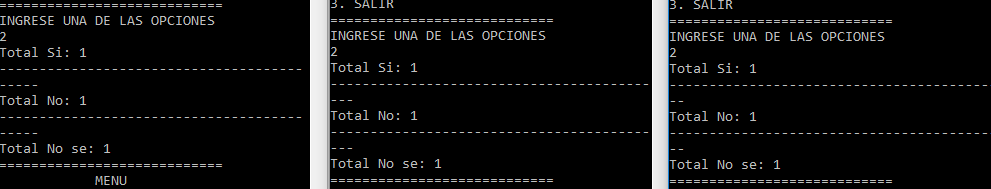 ============================
INGRESE UNA DE LAS OPCIONES
2
Total Si: 1
--------------------------------------
-----
Total No: 1
--------------------------------------
-----
Total No se: 1
============================
MENU
3. SALIR
============================
INGRESE UNA DE LAS OPCIONES
2
Total Si: 1
----------------------------------------
---
Total No: 1
----------------------------------------
---
Total No se: 1
============================
3. SALIR
============================
INGRESE UNA DE LAS OPCIONES
2
Total Si: 1
-----------------------------------------
--
Total No: 1
-----------------------------------------
--
Total No se: 1
============================